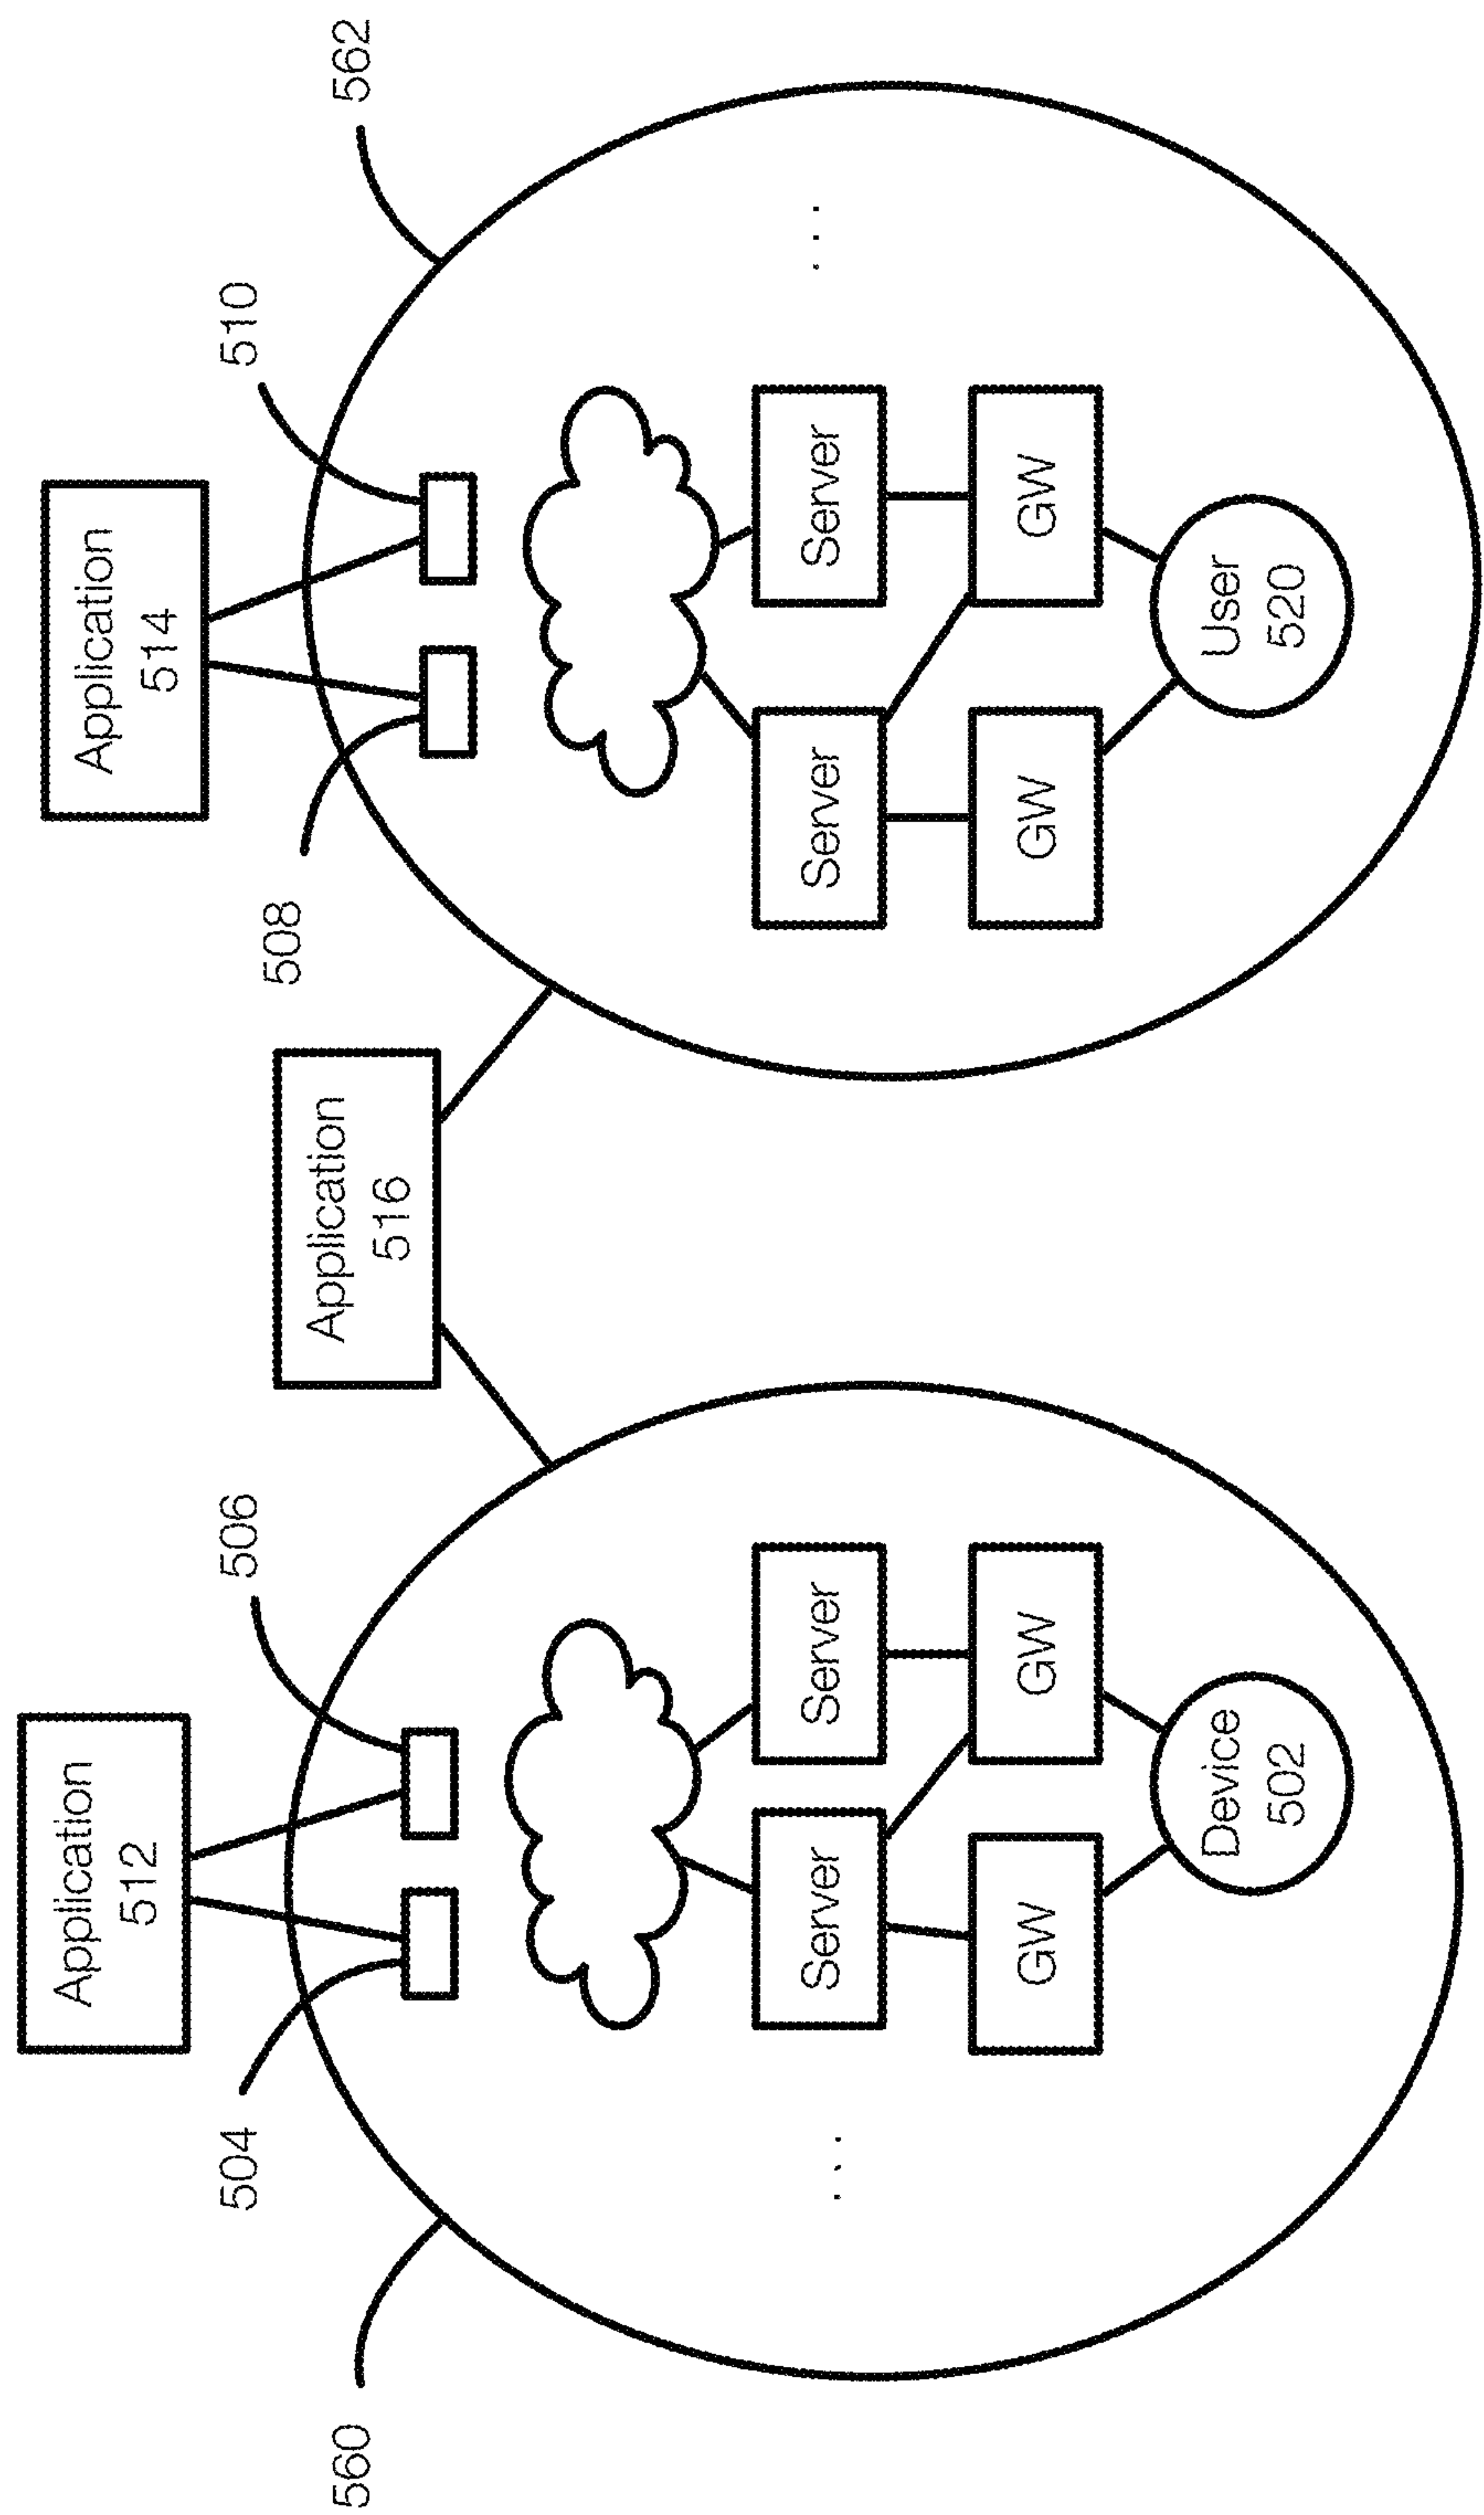 Application
512
Application
516
Application
514
560
504
506
508
510
562
Server
Server
GW
GW
Device
502
. . .
Server
Server
GW
GW
User
520
. . .